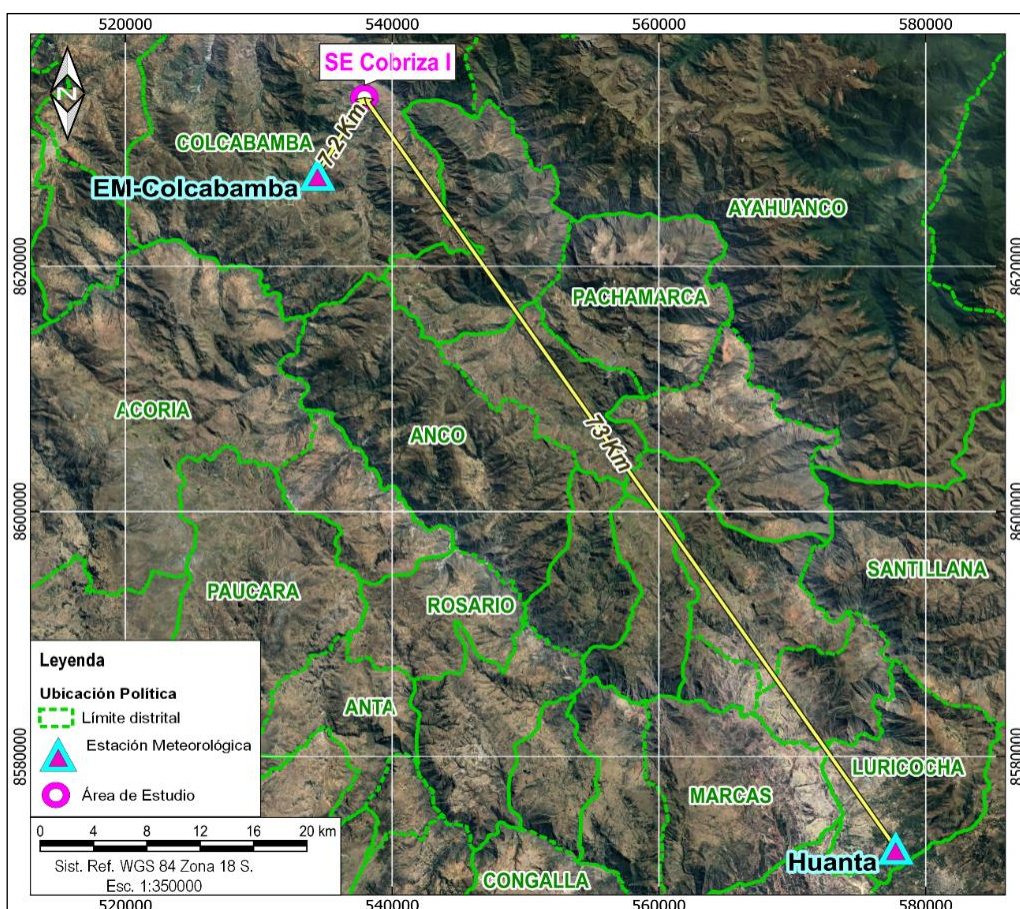 520000
540000
560000
580000
SE Cobriza I
N
COLCABAMBA
7.2-Km
EM-Colcabamba
AYAHUANCO
8620000
8620000
PACHAMARCA
ACORIA
ANCO
73-Km
8600000
8600000
SANTILLANA
PAUCARA
ROSARIO
Leyenda
Ubicación Política
Límite distrital
Estación Meteorológica
Área de Estudio
ANTA
8580000
8580000
LURICOCHA
MARCAS
0 4 8 12 16 20 km
Sist. Ref. WGS 84 Zona 18 S.
Esc. 1:350000
Huanta
CONGALLA
520000
540000
560000
580000